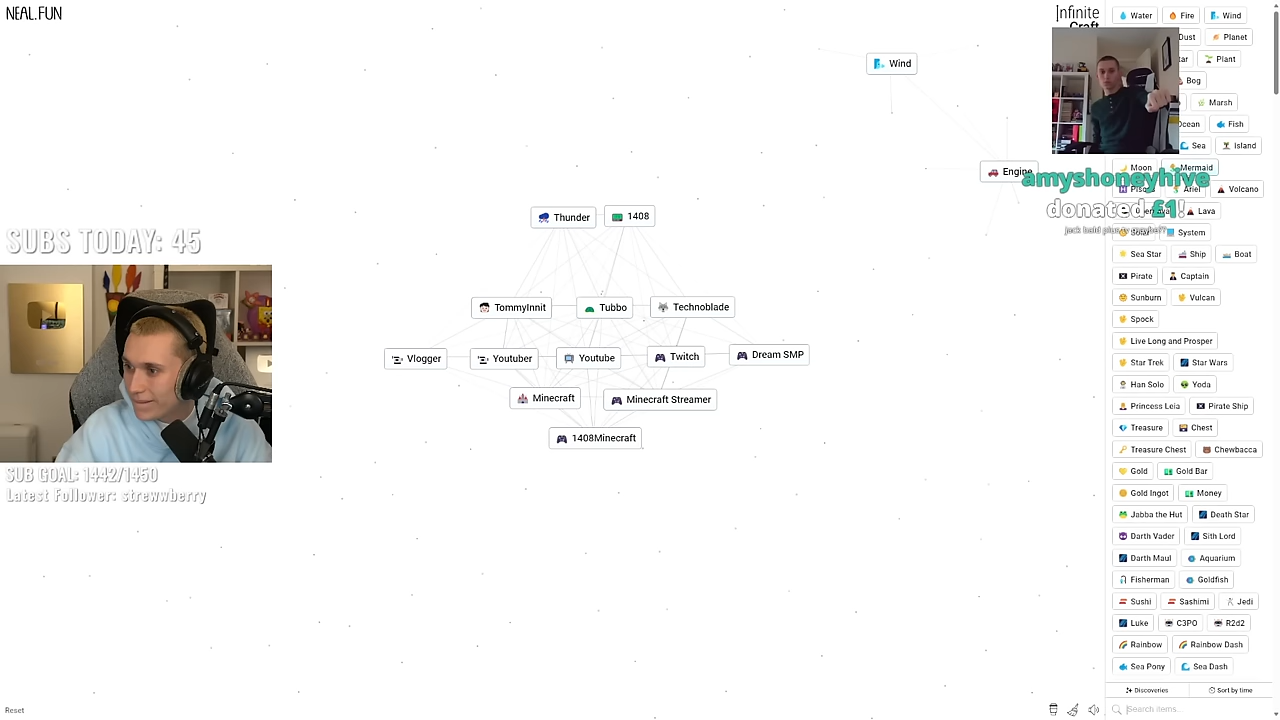 NEAL.FUN
Infinite
Craft
Wind
Engine
Thunder
1408
TommyInnit
Tubbo
Technoblade
Vlogger
Youtuber
Youtube
Twitch
Dream SMP
Minecraft
Minecraft Streamer
1408Minecraft
SUBS TODAY: 45
SUB GOAL: 1442/1450
Latest Follower: strewwberry
amyshoneyhive
donated £1!
Water
Fire
Wind
Dust
Planet
Plant
Bog
Marsh
Ocean
Fish
Sea
Island
Moon
Mermaid
Ariel
Volcano
Lava
System
Sea Star
Ship
Boat
Pirate
Captain
Sunburn
Vulcan
Spock
Live Long and Prosper
Star Trek
Star Wars
Han Solo
Yoda
Princess Leia
Pirate Ship
Treasure
Chest
Treasure Chest
Chewbacca
Gold
Gold Bar
Gold Ingot
Money
Jabba the Hut
Death Star
Darth Vader
Sith Lord
Darth Maul
Aquarium
Fisherman
Goldfish
Sushi
Sashimi
Jedi
Luke
C3PO
R2d2
Rainbow
Rainbow Dash
Sea Pony
Sea Dash
Discoveries
Sort by time
Search items...
Reset